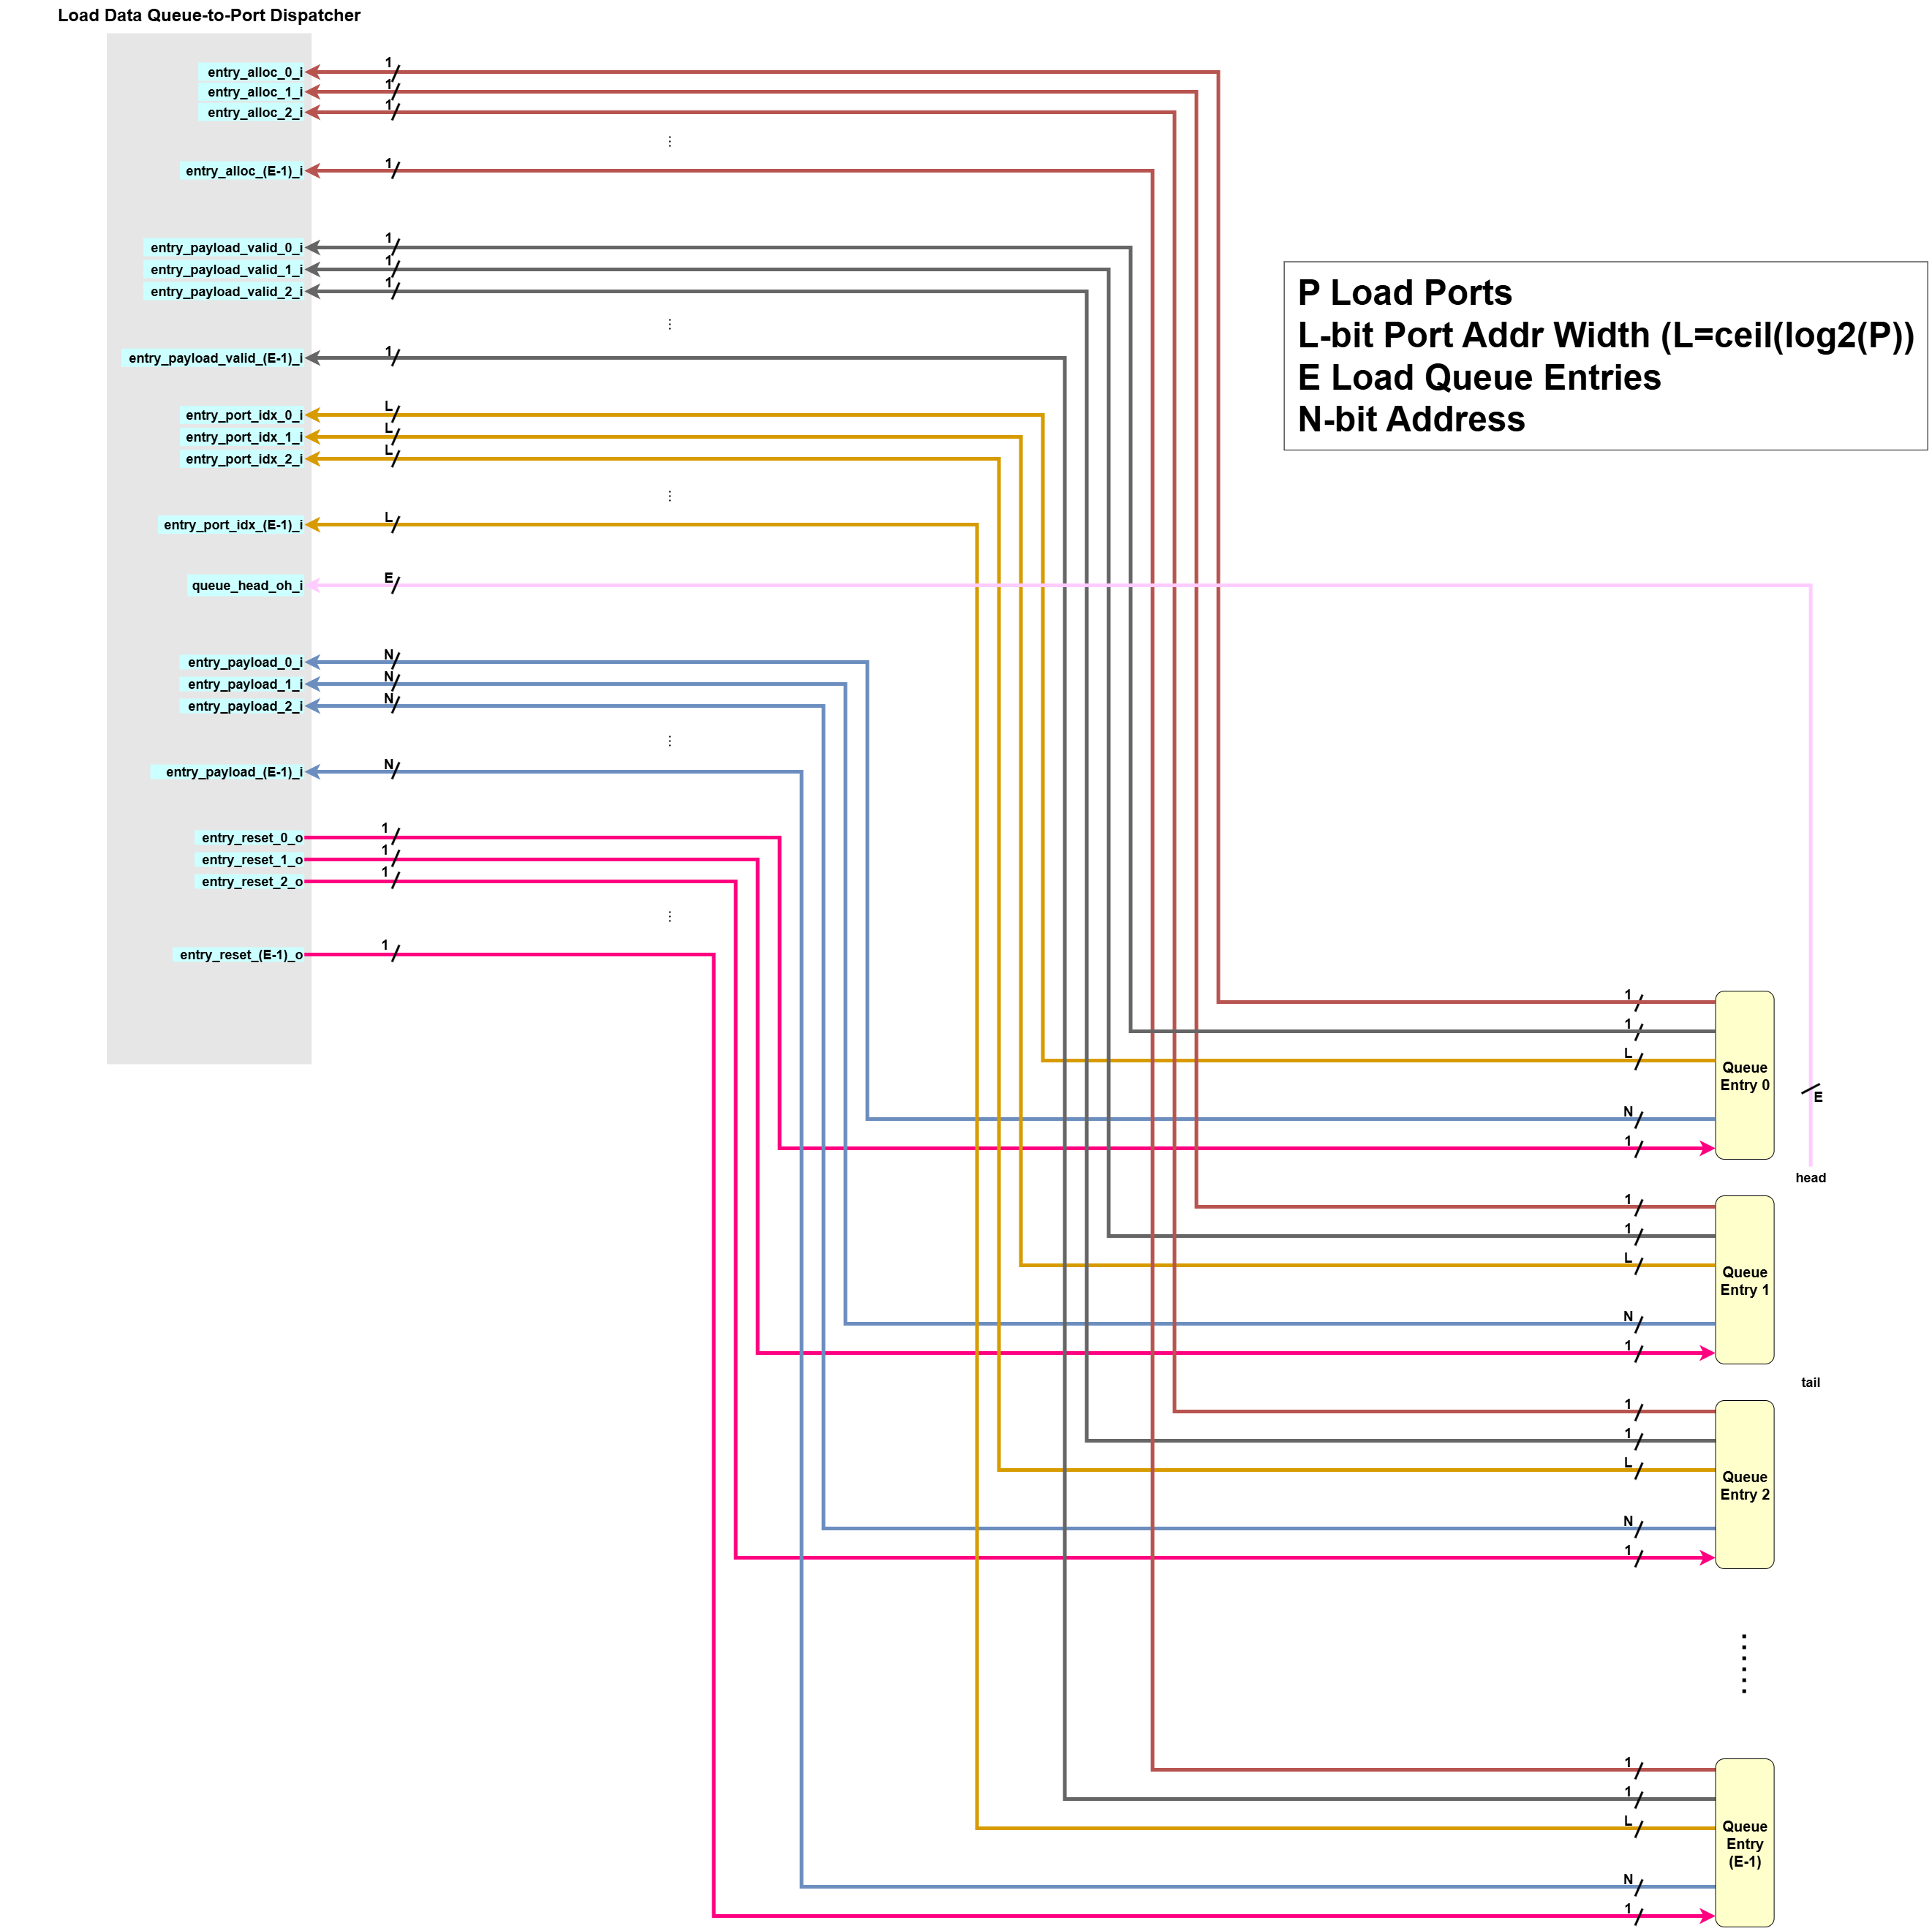 Load Data Queue-to-Port Dispatcher
entry_alloc_0_i
1
entry_alloc_1_i
1
entry_alloc_2_i
1
entry_alloc_(E-1)_i
1
entry_payload_valid_0_i
1
entry_payload_valid_1_i
1
entry_payload_valid_2_i
1
entry_payload_valid_(E-1)_i
1
P Load Ports
L-bit Port Addr Width (L=ceil(log2(P))
E Load Queue Entries
N-bit Address
entry_port_idx_0_i
L
entry_port_idx_1_i
L
entry_port_idx_2_i
L
entry_port_idx_(E-1)_i
L
queue_head_oh_i
E
entry_payload_0_i
N
entry_payload_1_i
N
entry_payload_2_i
N
entry_payload_(E-1)_i
N
entry_reset_0_o
1
entry_reset_1_o
1
entry_reset_2_o
1
entry_reset_(E-1)_o
1
1
1
L
N
1
Queue
Entry 0
E
head
1
1
L
N
1
Queue
Entry 1
tail
1
1
L
N
1
Queue
Entry 2
1
1
L
N
1
Queue
Entry
(E-1)